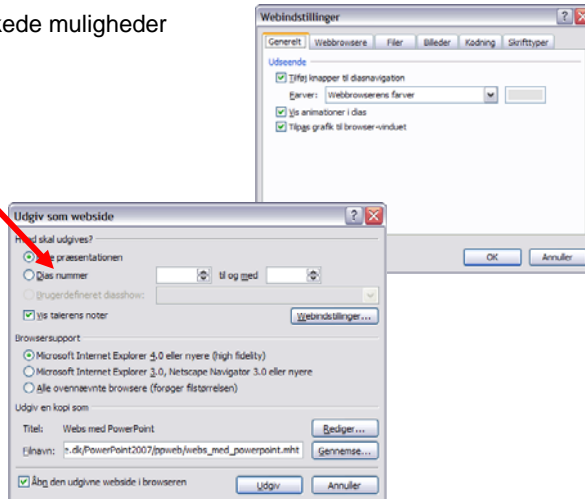 kede muligheder
Webindstillinger
Generelt Webbrowsere Filer Billeder Kodning Skrifttyper
Udseende
Tilføj knapper til diasnavigation
Farver: Webbrowserens farver
Vis animationer i dias
Tilpas grafik til browser-vinduet
OK Annuller
Udgiv som webside
skal udgives?
præsentationen
Dias nummer til og med
Brugerdefineret diasshow:
Vis talerens noter Webindstillinger...
Browsersupport
Microsoft Internet Explorer 4.0 eller nyere (high fidelity)
Microsoft Internet Explorer 3.0, Netscape Navigator 3.0 eller nyere
Alle ovennævnte browsere (forøger filstørrelsen)
Udgiv en kopi som
Titel: Webs med PowerPoint Rediger...
Filnavn: e.dk/PowerPoint2007/ppweb/webs_med_powerpoint.mht Gennemse...
Åbn den udgivne webside i browseren Udgiv Annuller